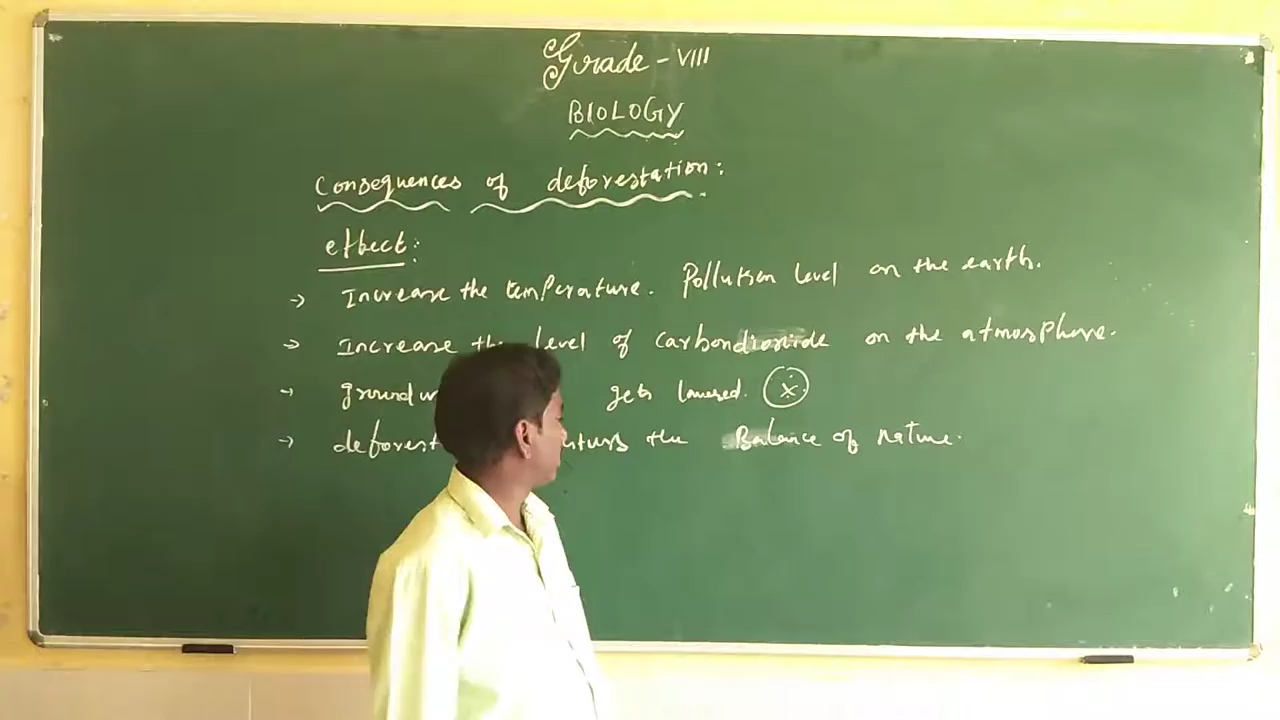 Grade - VIII
BIOLOGY
Consequences of deforestation:
effect:
→ Increase the temperature. Pollution level on the earth.
→ Increase the level of carbondioxide on the atmosphere.
→ gets lowered. x
→ the Balance of nature.